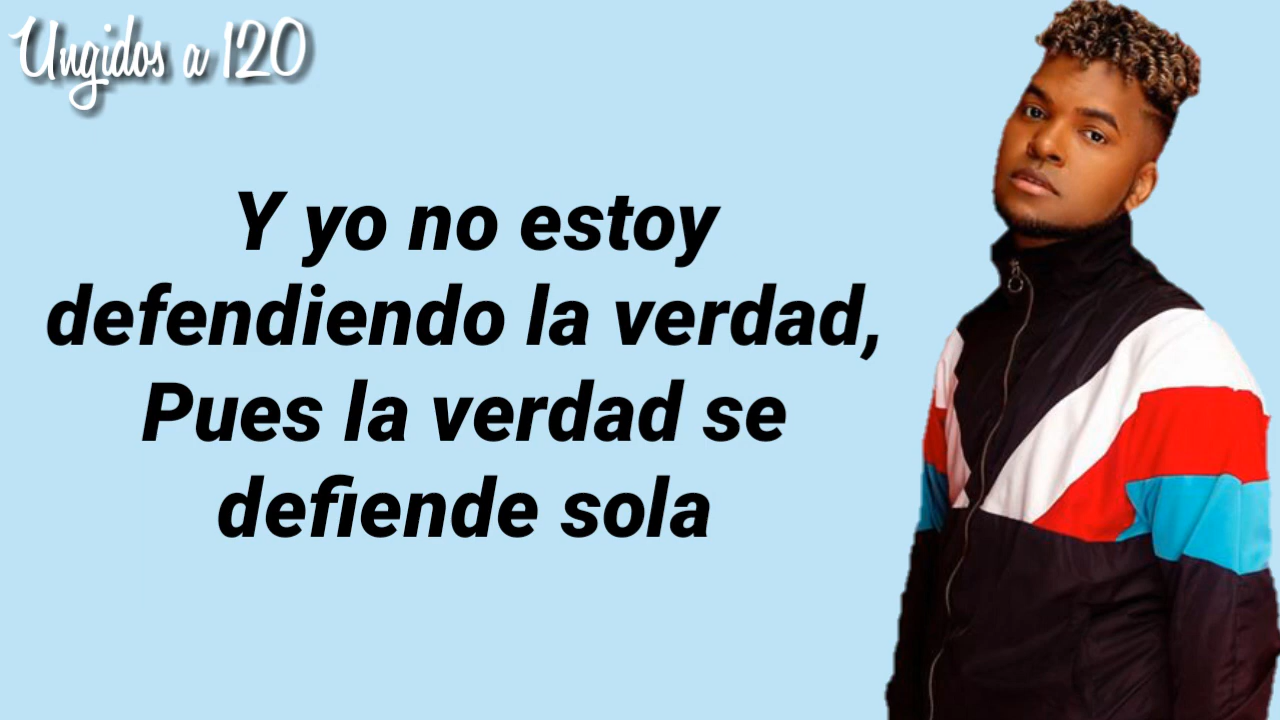 Ungidos a 120
Y yo no estoy
defendiendo la verdad,
Pues la verdad se
defiende sola